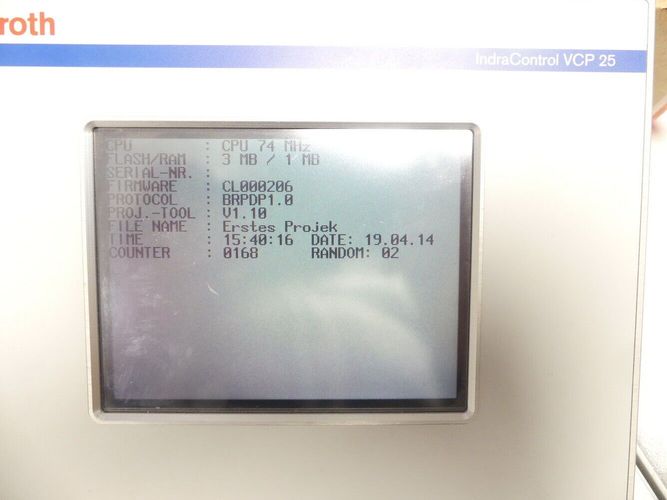 roth
IndraControl VCP 25
CPU : CPU 74 MHz
FLASH/RAM : 3 MB / 1 MB
SERIAL-NR. :
FIRMWARE : CL000206
PROTOCOL : BRPDP1.0
PROJ.-TOOL : V1.10
FILE NAME : Erstes Projek
TIME : 15:40:16 DATE: 19.04.14
COUNTER : 0168 RANDOM: 02